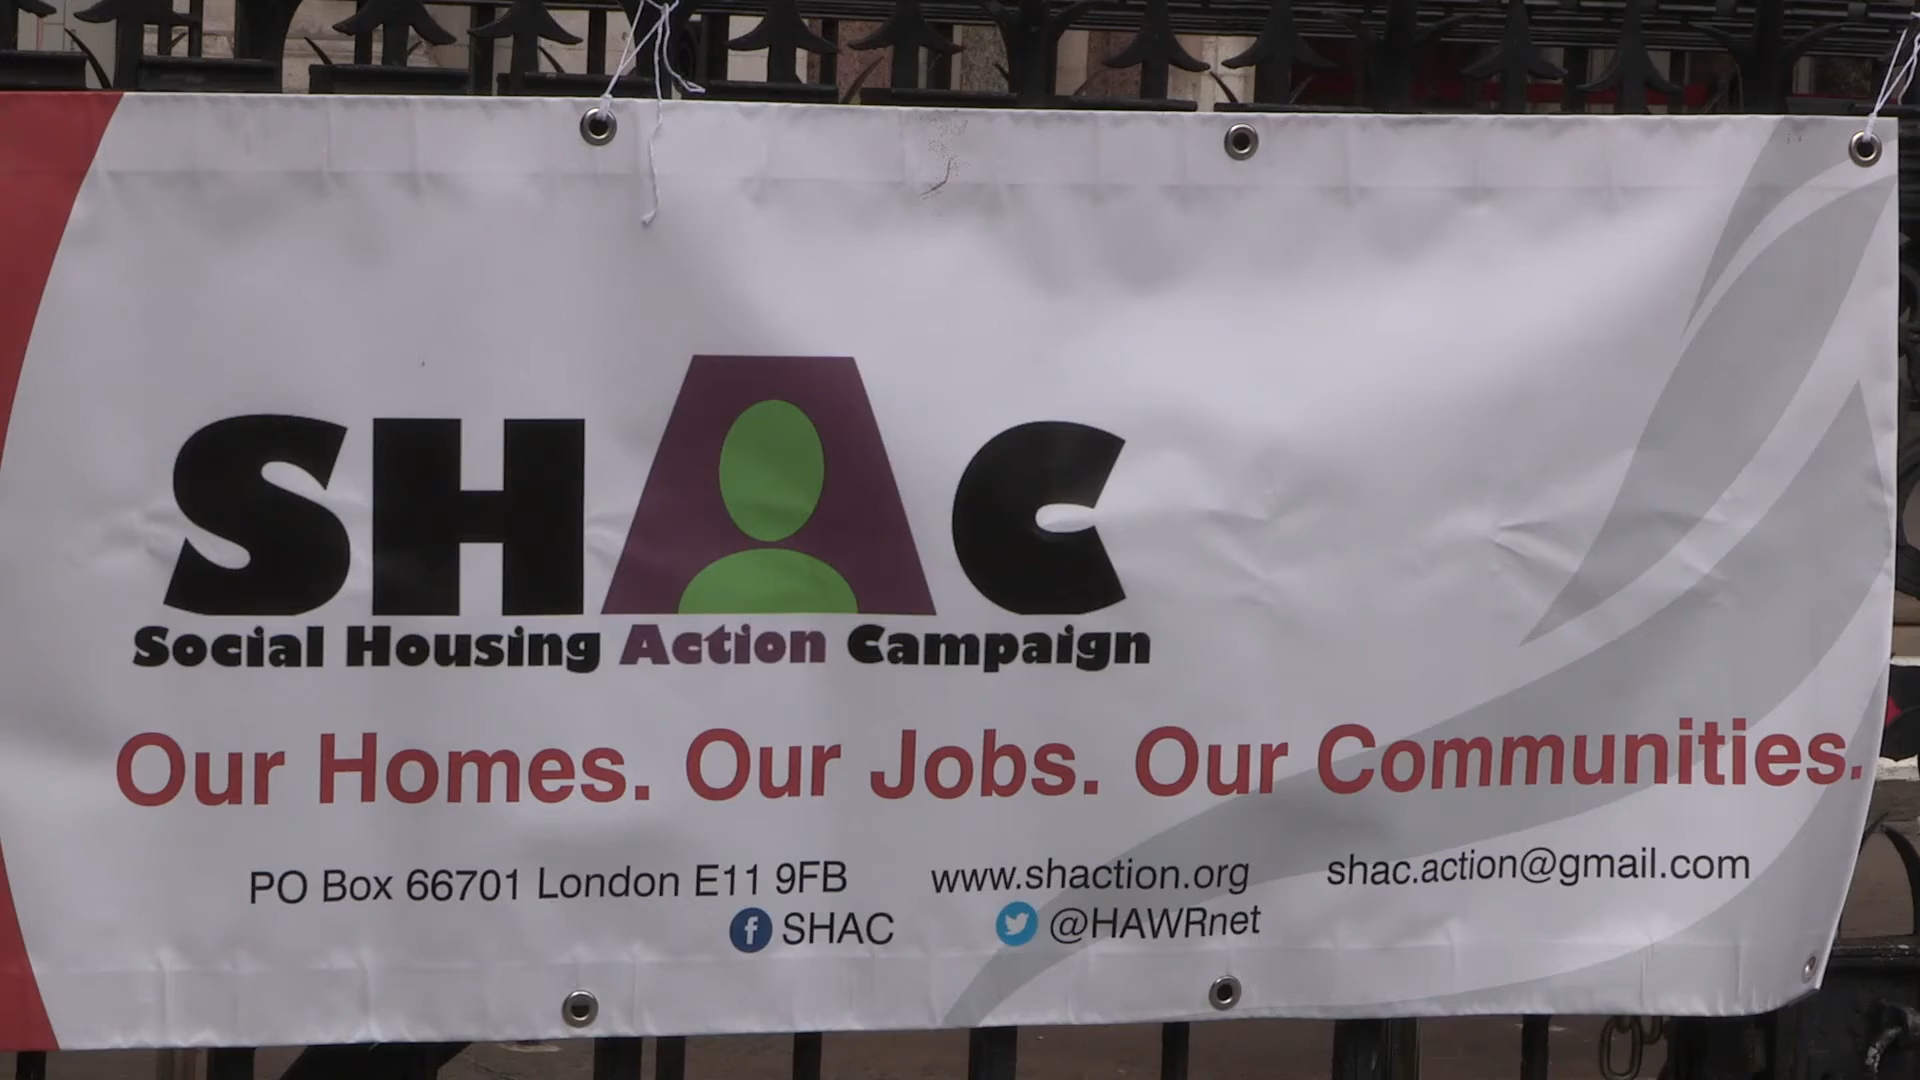 SHAC
Social Housing Action Campaign
Our Homes. Our Jobs. Our Communities.
PO Box 66701 London E11 9FB www.shaction.org shac.action@gmail.com
f SHAC @HAWRnet